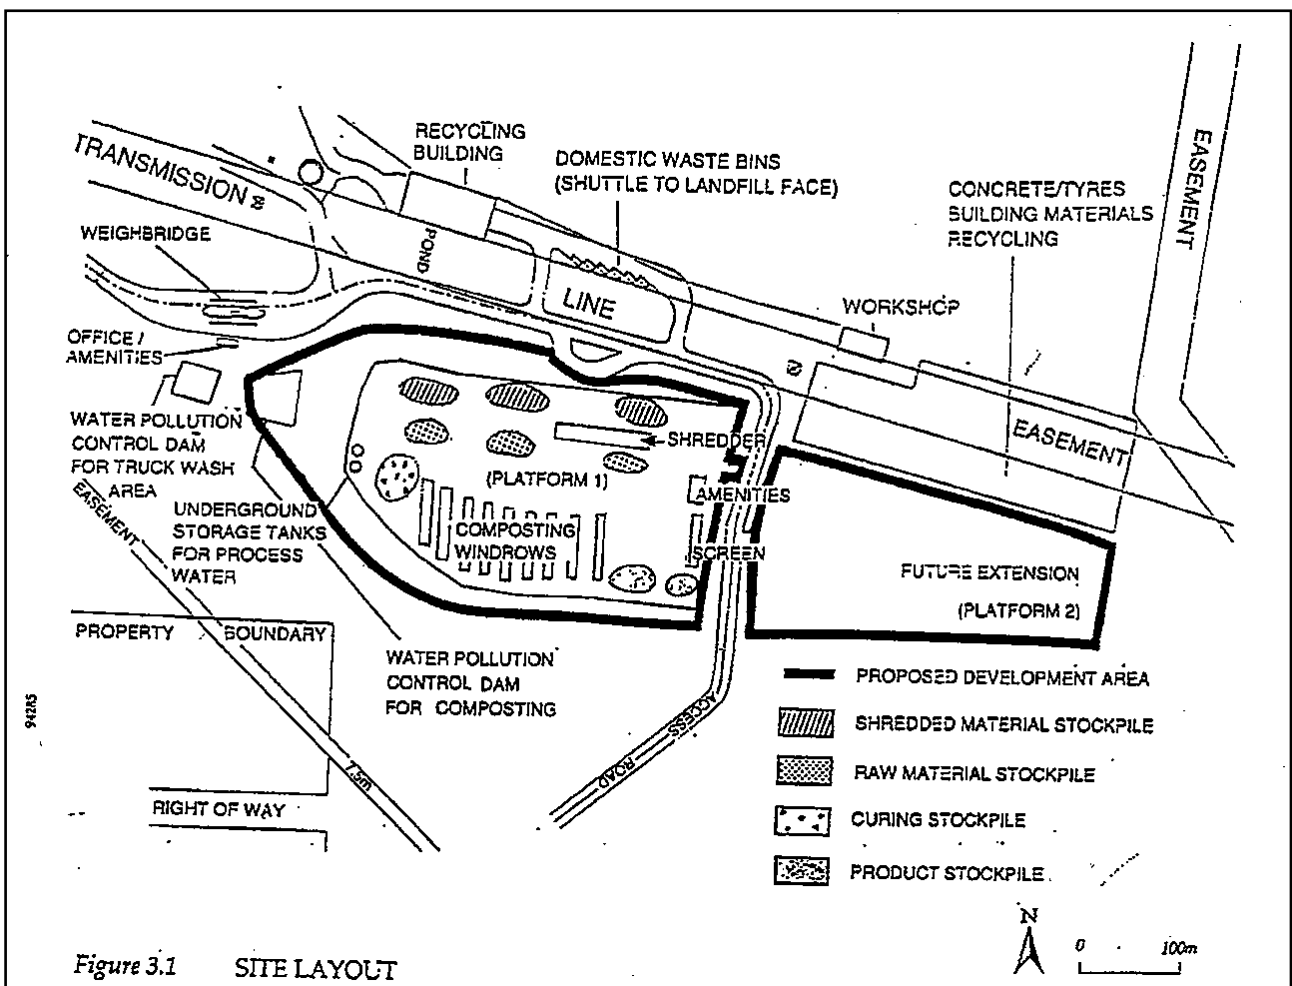 RECYCLING
BUILDING
DOMESTIC WASTE BINS
(SHUTTLE TO LANDFILL FACE)
TRANSMISSION
EASEMENT
CONCRETE/TYRES
BUILDING MATERIALS
RECYCLING
WEIGHBRIDGE
POND
LINE
WORKSHOP
OFFICE /
AMENITIES
EASEMENT
WATER POLLUTION
CONTROL DAM
FOR TRUCK WASH
AREA
SHREDDER
(PLATFORM 1)
AMENITIES
EASEMENT
UNDERGROUND
STORAGE TANKS
FOR PROCESS
WATER
COMPOSTING
WINDROWS
SCREEN
FUTURE EXTENSION
(PLATFORM 2)
PROPERTY BOUNDARY
WATER POLLUTION
CONTROL DAM
FOR COMPOSTING
ACCESS ROAD
7.5m
RIGHT OF WAY
PROPOSED DEVELOPMENT AREA
SHREDDED MATERIAL STOCKPILE
RAW MATERIAL STOCKPILE
CURING STOCKPILE
PRODUCT STOCKPILE
94285
N
0 100m
Figure 3.1 SITE LAYOUT